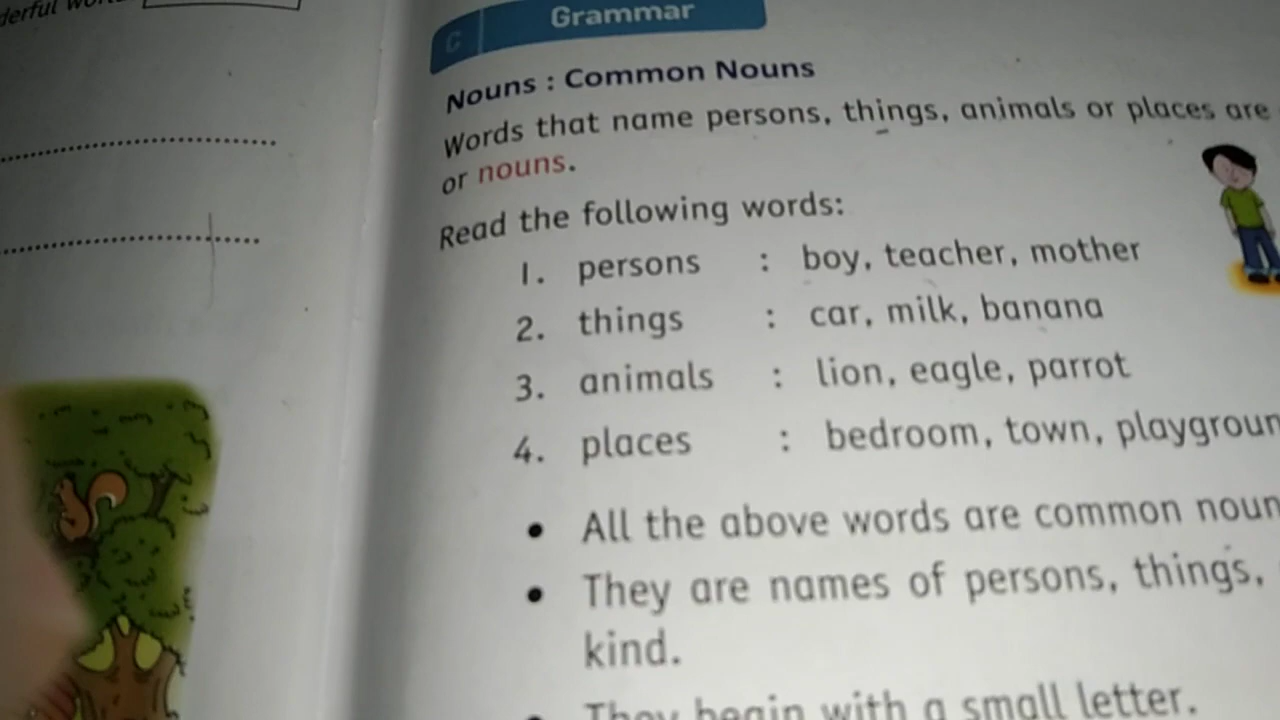 C Grammar
Nouns : Common Nouns
Words that name persons, things, animals or places are
or nouns.
Read the following words:
1. persons : boy, teacher, mother
2. things : car, milk, banana
3. animals : lion, eagle, parrot
4. places : bedroom, town, playgroun
• All the above words are common noun
• They are names of persons, things,
kind.
• They begin with a small letter.